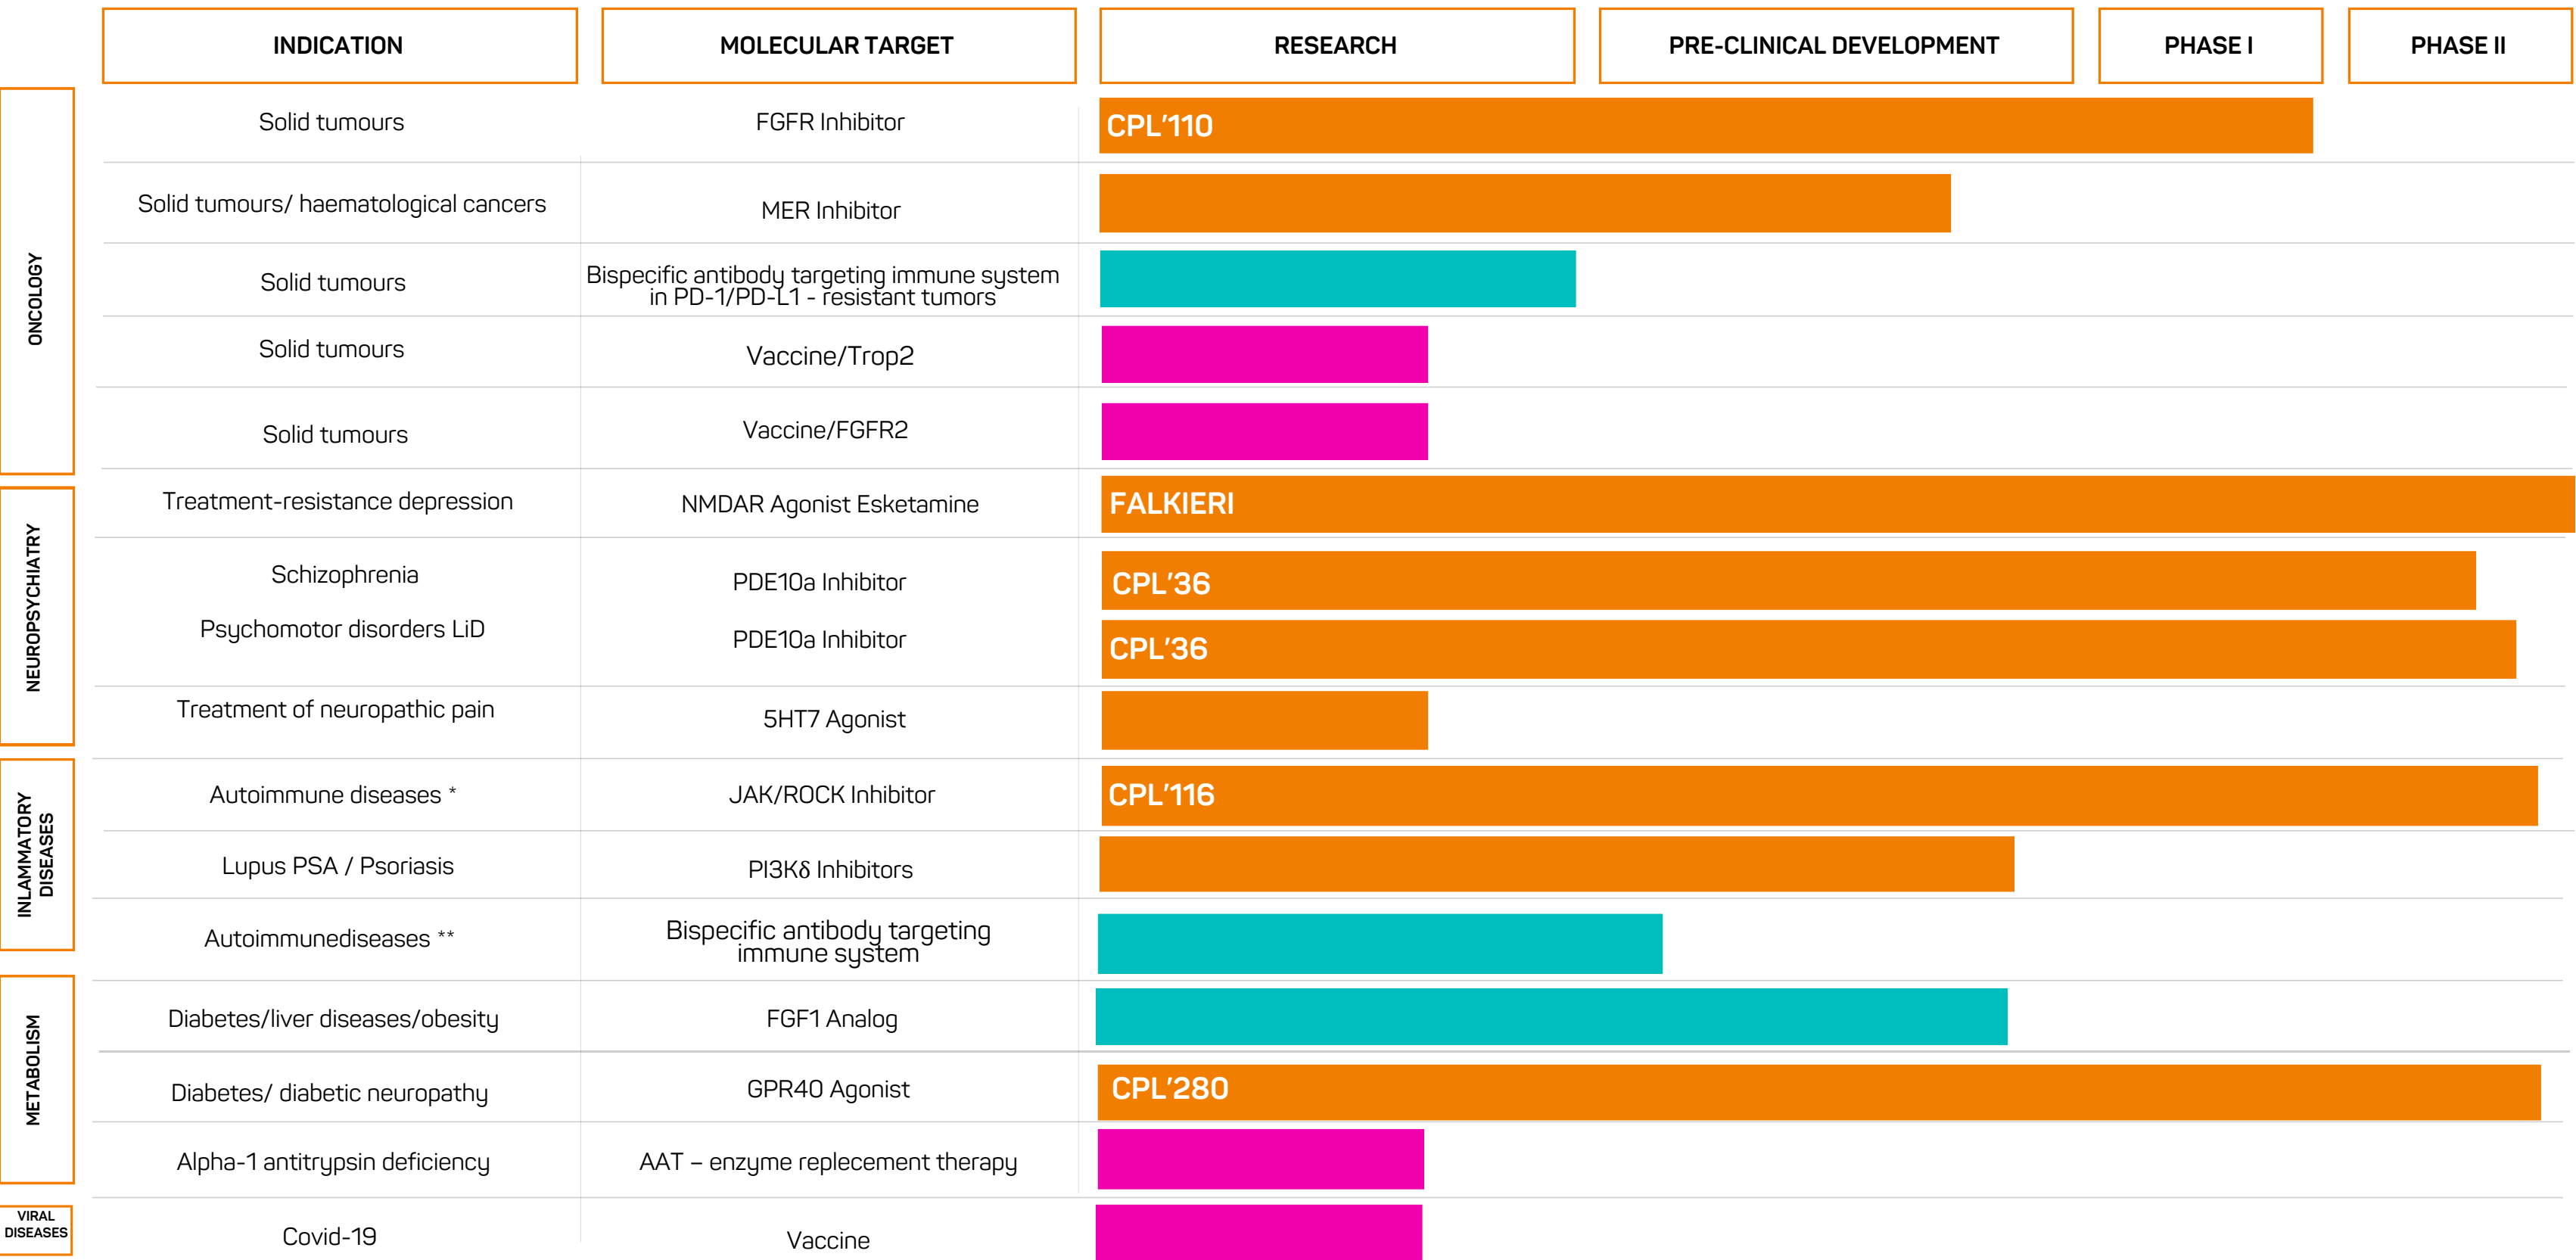 INDICATION
MOLECULAR TARGET
RESEARCH
PRE-CLINICAL DEVELOPMENT
PHASE I
PHASE II
ONCOLOGY
Solid tumours
FGFR Inhibitor
CPL'110
Solid tumours/ haematological cancers
MER Inhibitor
Solid tumours
Bispecific antibody targeting immune system
in PD-1/PD-L1 - resistant tumors
Solid tumours
Vaccine/Trop2
Solid tumours
Vaccine/FGFR2
NEUROPSYCHIATRY
Treatment-resistance depression
NMDAR Agonist Esketamine
FALKIERI
Schizophrenia
PDE10a Inhibitor
CPL'36
Psychomotor disorders LiD
PDE10a Inhibitor
CPL'36
Treatment of neuropathic pain
5HT7 Agonist
INLAMMATORY
DISEASES
Autoimmune diseases *
JAK/ROCK Inhibitor
CPL'116
Lupus PSA / Psoriasis
PI3Kδ Inhibitors
Autoimmunediseases **
Bispecific antibody targeting
immune system
METABOLISM
Diabetes/liver diseases/obesity
FGF1 Analog
Diabetes/ diabetic neuropathy
GPR40 Agonist
CPL'280
Alpha-1 antitrypsin deficiency
AAT – enzyme replecement therapy
VIRAL
DISEASES
Covid-19
Vaccine